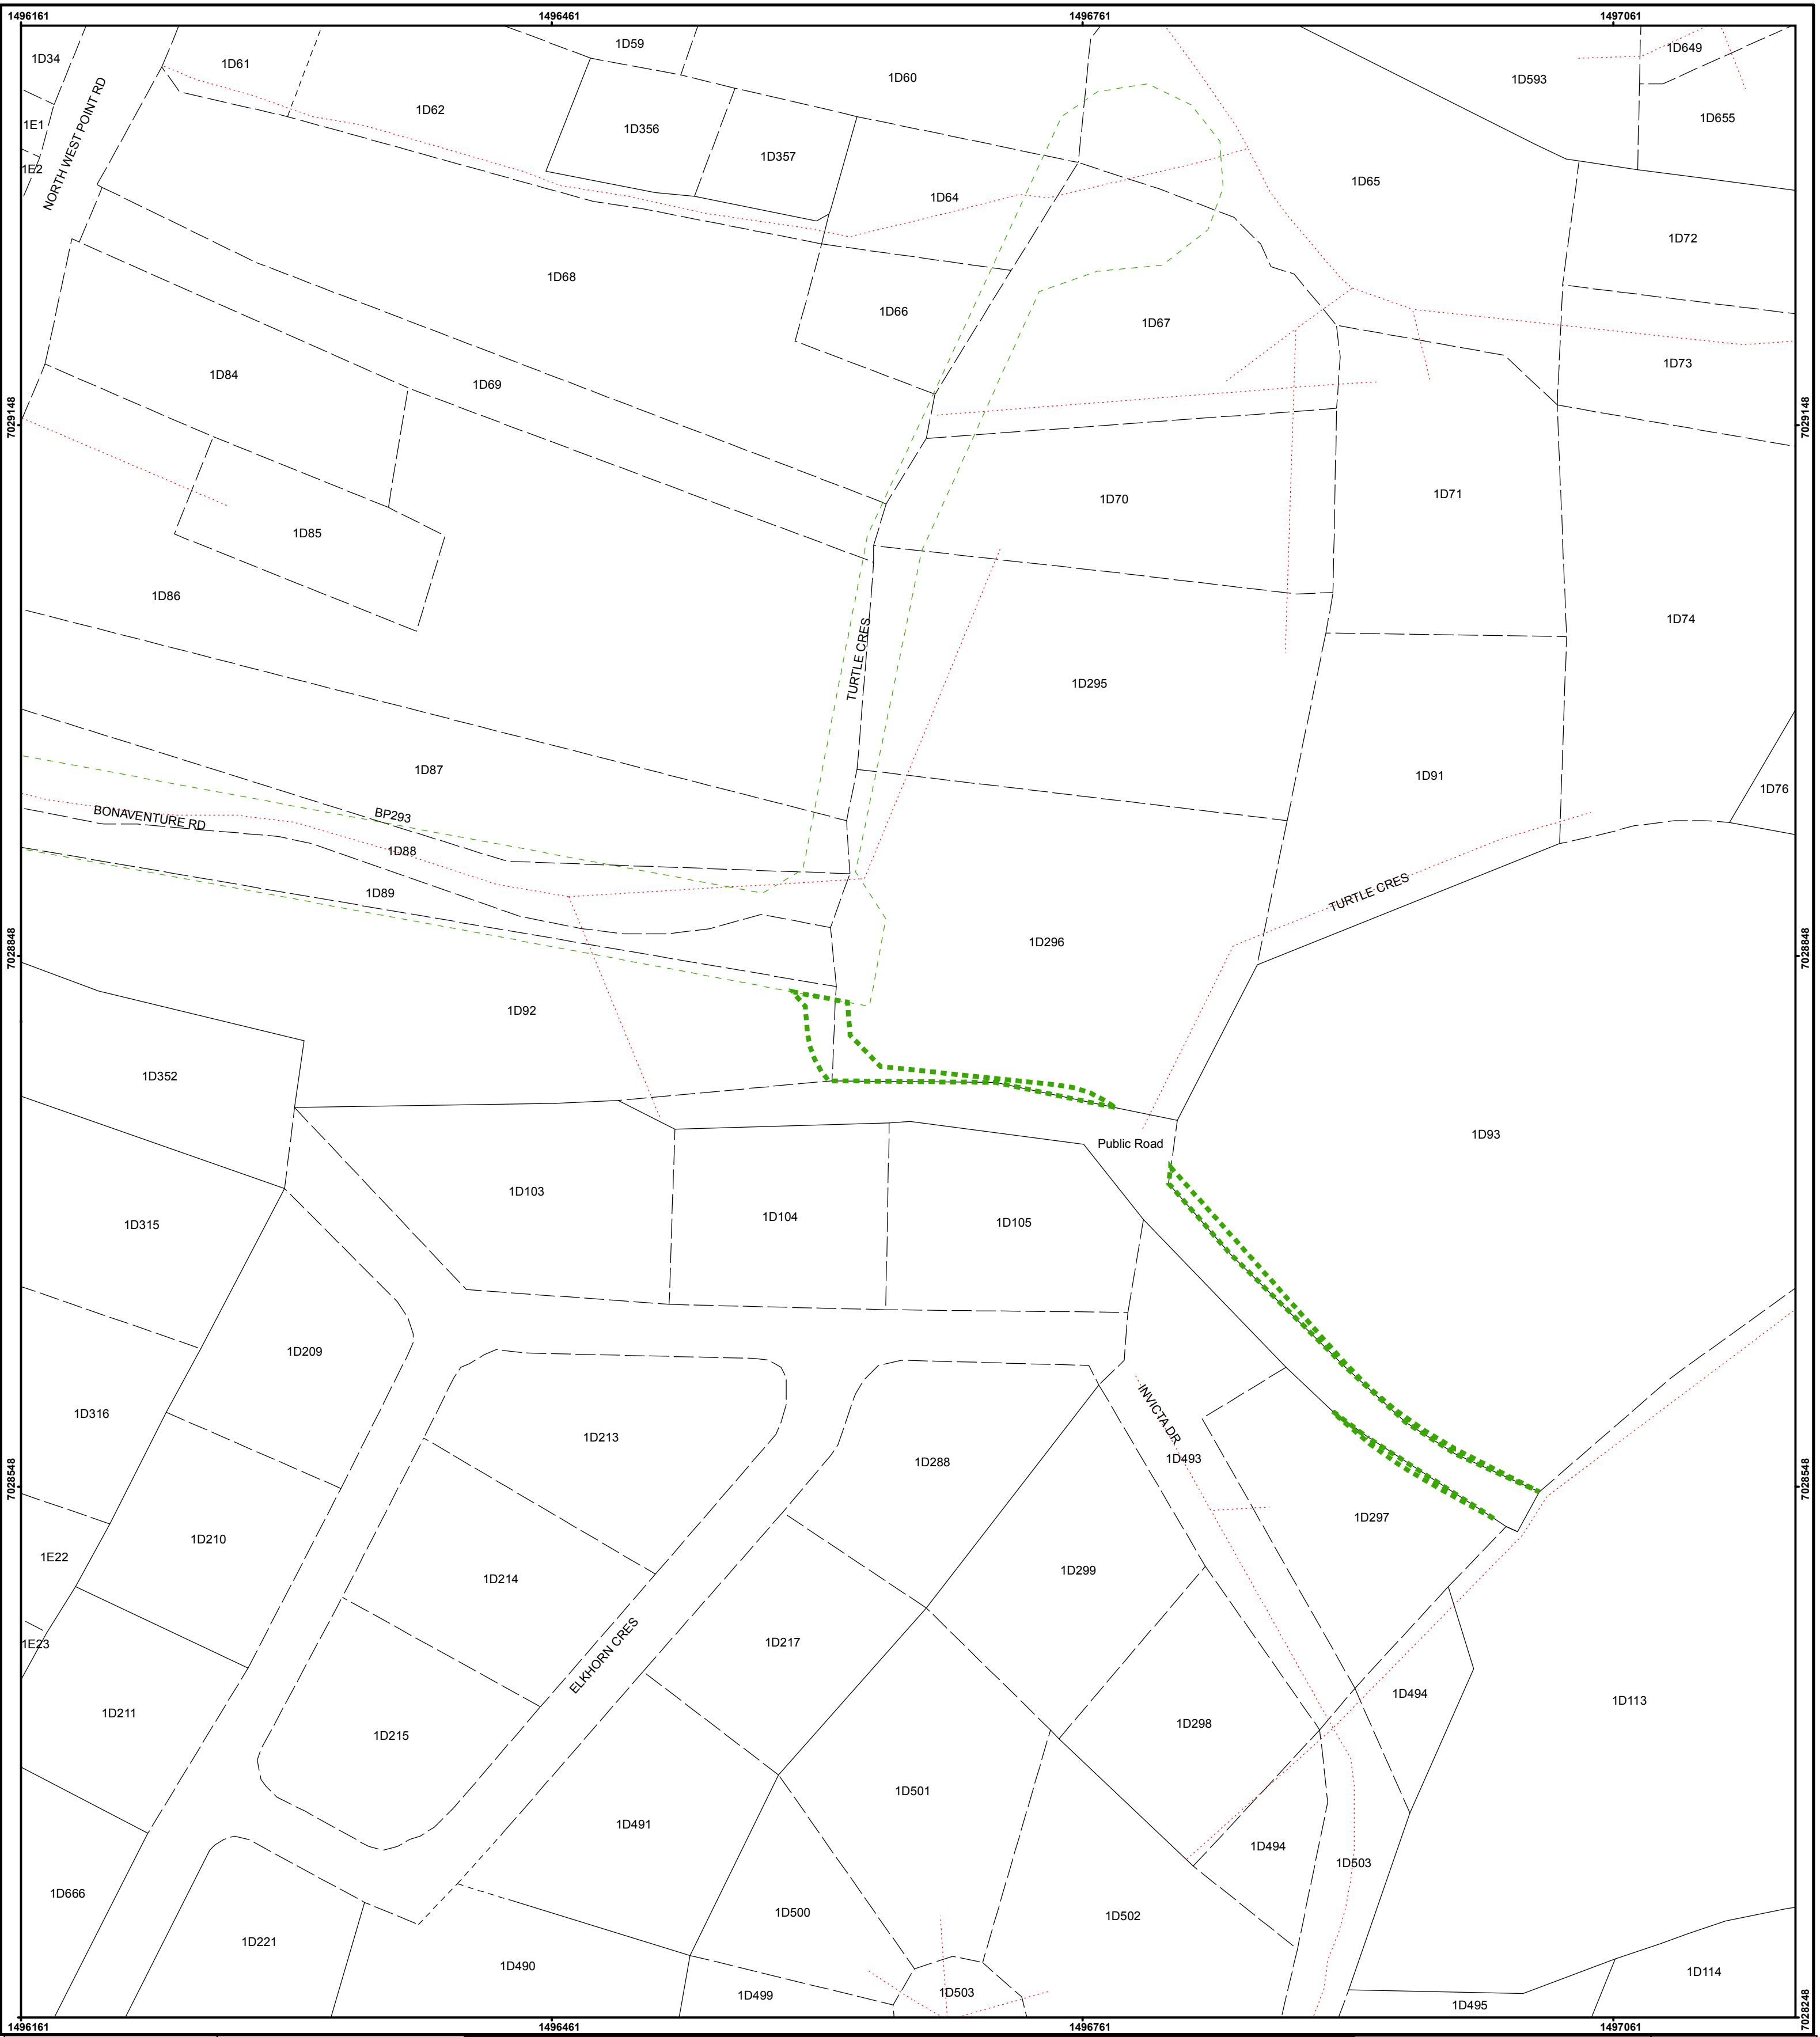 1496161
1496461
1496761
1497061
1D34
1D61
1D59
1D60
1D593
1D649
1D655
1E1
1E2
NORTH WEST POINT RD
1D62
1D356
1D357
1D64
1D65
1D72
1D68
1D66
1D67
1D73
1D84
1D69
7029148
7029148
1D70
1D71
1D85
1D86
1D74
TURTLE CRES
1D295
1D87
1D91
1D76
BONAVENTURE RD
BP293
1D88
1D89
TURTLE CRES
1D296
7028848
7028848
1D92
1D352
Public Road
1D93
1D103
1D104
1D105
1D315
1D209
1D316
1D213
INVICTA DR
1D288
1D493
7028548
7028548
1D297
1D210
1E22
1D214
1D299
1E23
1D217
ELKHORN CRES
1D211
1D215
1D298
1D494
1D113
1D501
1D491
1D494
1D503
1D666
1D500
1D502
1D221
1D490
1D499
1D503
1D114
1D495
7028248
1496161
1496461
1496761
1497061